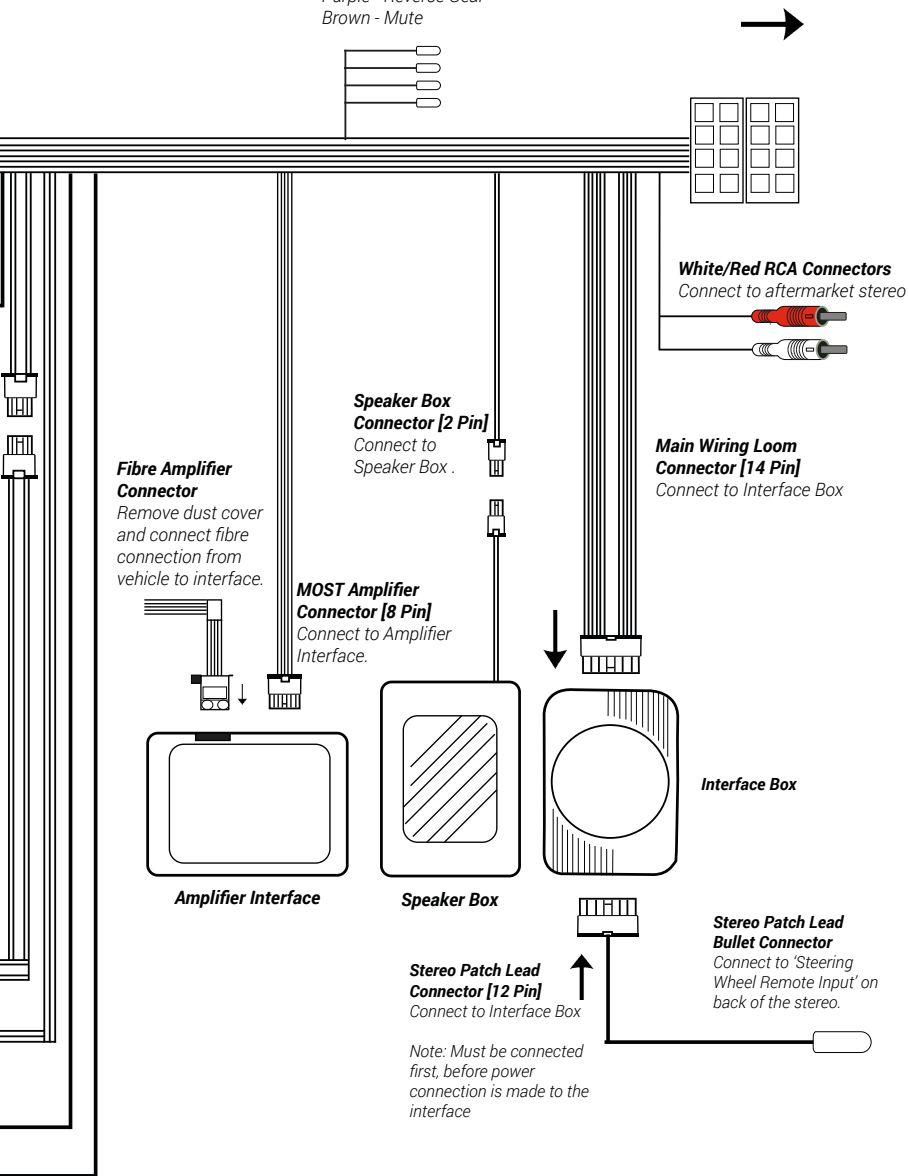 Purple - Reverse Gear
Brown - Mute
White/Red RCA Connectors
Connect to aftermarket stereo
Speaker Box
Connector [2 Pin]
Connect to
Speaker Box .
Main Wiring Loom
Connector [14 Pin]
Connect to Interface Box
Fibre Amplifier
Connector
Remove dust cover
and connect fibre
connection from
vehicle to interface.
MOST Amplifier
Connector [8 Pin]
Connect to Amplifier
Interface.
Interface Box
Amplifier Interface
Speaker Box
Stereo Patch Lead
Connector [12 Pin]
Connect to Interface Box
Note: Must be connected
first, before power
connection is made to the
interface
Stereo Patch Lead
Bullet Connector
Connect to ‘Steering
Wheel Remote Input’ on
back of the stereo.